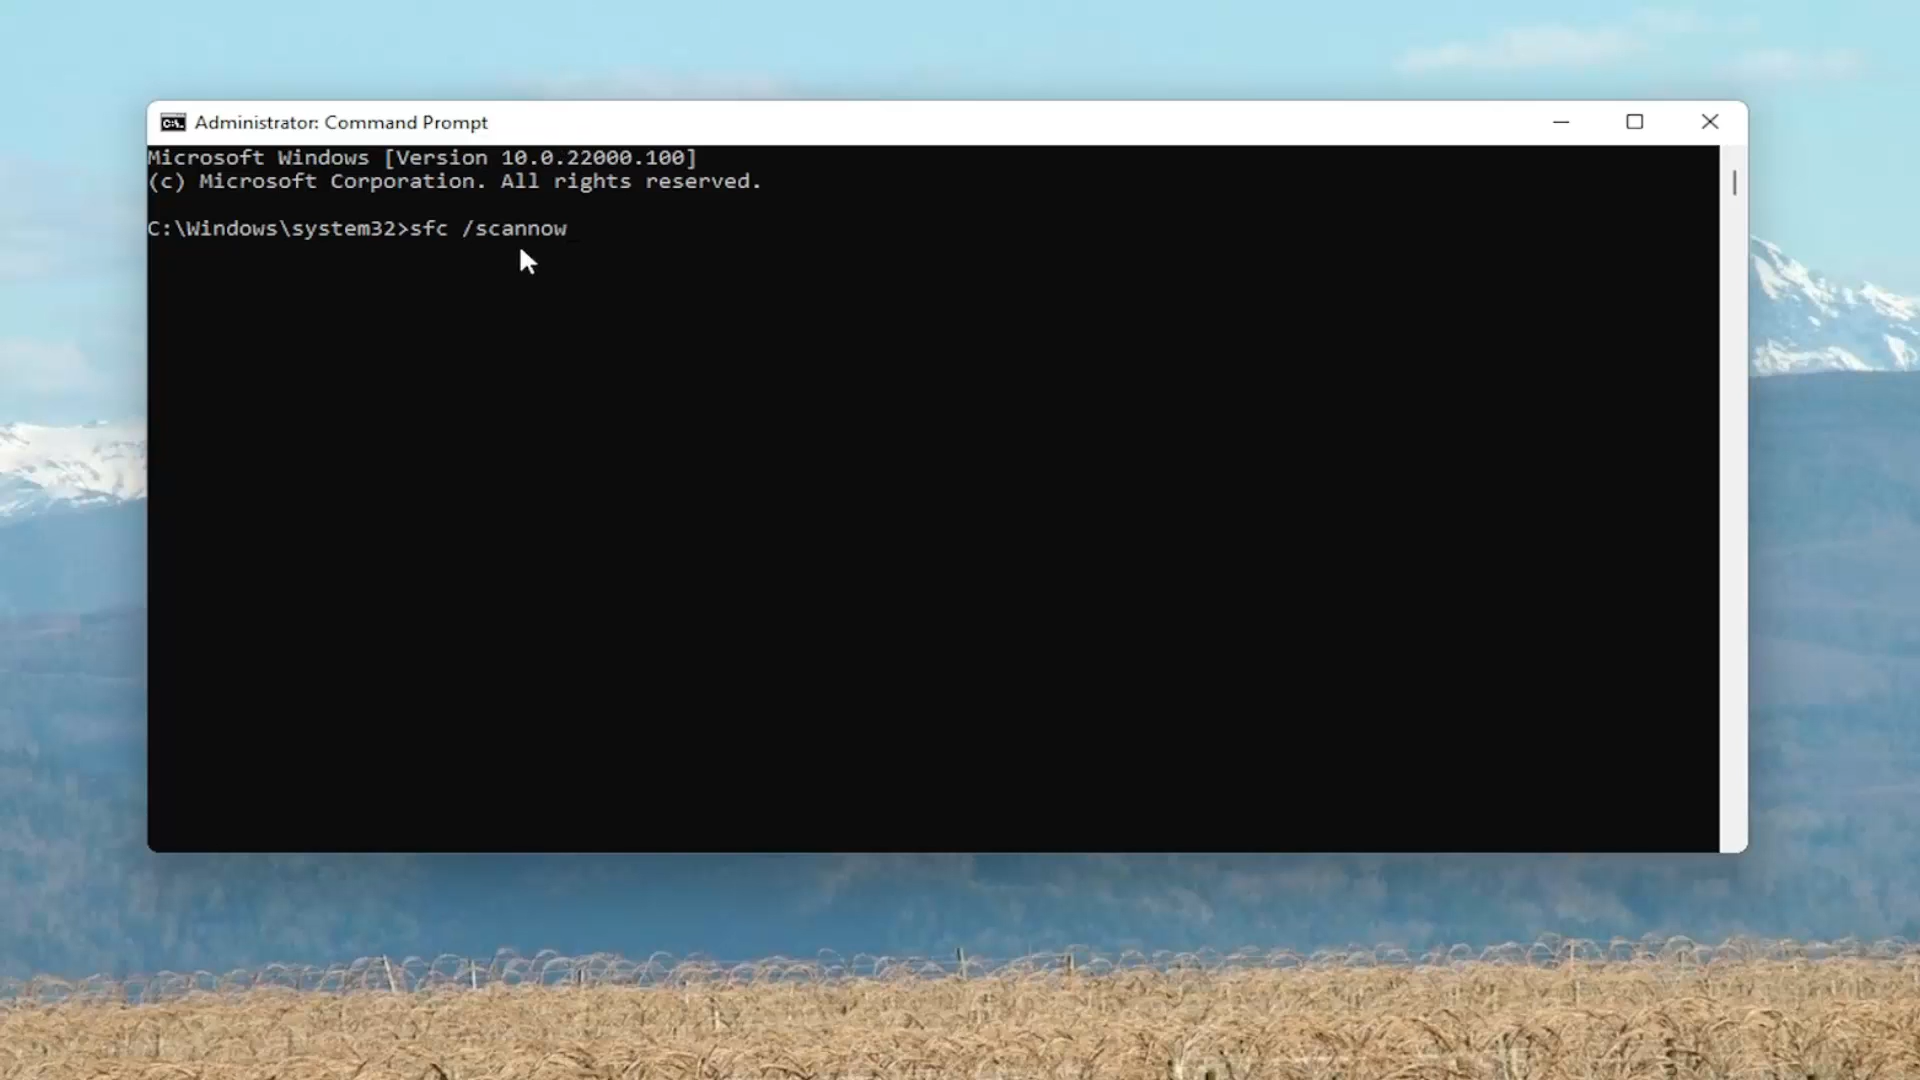 Administrator: Command Prompt
Microsoft Windows [Version 10.0.22000.100]
(c) Microsoft Corporation. All rights reserved.
C:\Windows\system32>sfc /scannow